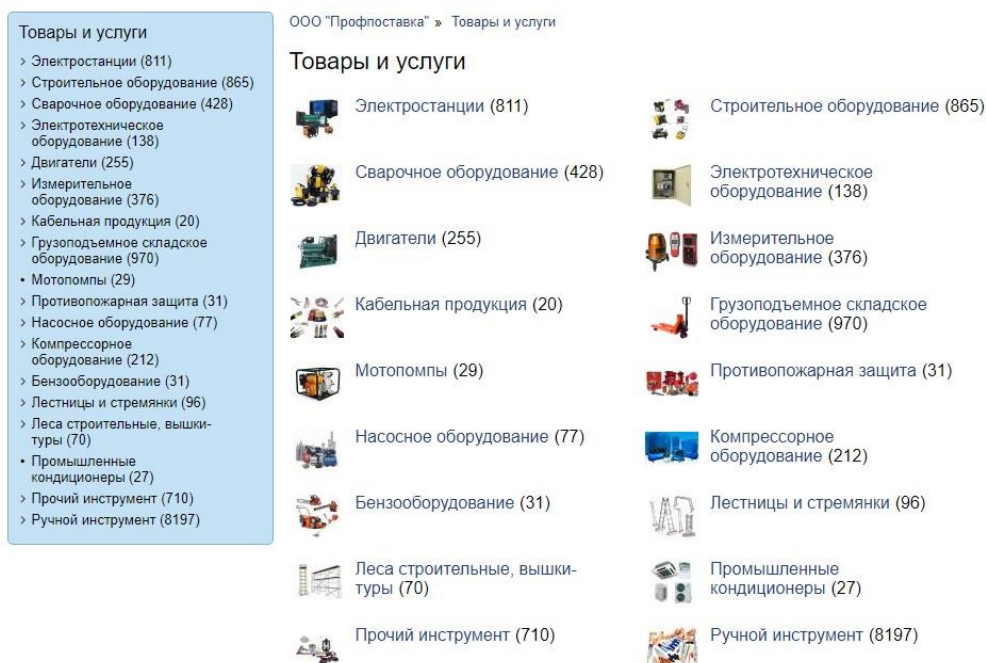 Товары и услуги
> Электростанции (811)
> Строительное оборудование (865)
> Сварочное оборудование (428)
> Электротехническое
оборудование (138)
> Двигатели (255)
> Измерительное
оборудование (376)
> Кабельная продукция (20)
> Грузоподъемное складское
оборудование (970)
• Мотопомпы (29)
> Противопожарная защита (31)
> Насосное оборудование (77)
> Компрессорное
оборудование (212)
> Бензооборудование (31)
> Лестницы и стремянки (96)
> Леса строительные, вышки-
туры (70)
• Промышленные
кондиционеры (27)
> Прочий инструмент (710)
> Ручной инструмент (8197)
ООО "Профпоставка" » Товары и услуги
Товары и услуги
Электростанции (811)
Строительное оборудование (865)
Сварочное оборудование (428)
Электротехническое
оборудование (138)
Двигатели (255)
Измерительное
оборудование (376)
Кабельная продукция (20)
Грузоподъемное складское
оборудование (970)
Мотопомпы (29)
Противопожарная защита (31)
Насосное оборудование (77)
Компрессорное
оборудование (212)
Бензооборудование (31)
Лестницы и стремянки (96)
Леса строительные, вышки-
туры (70)
Промышленные
кондиционеры (27)
Прочий инструмент (710)
Ручной инструмент (8197)